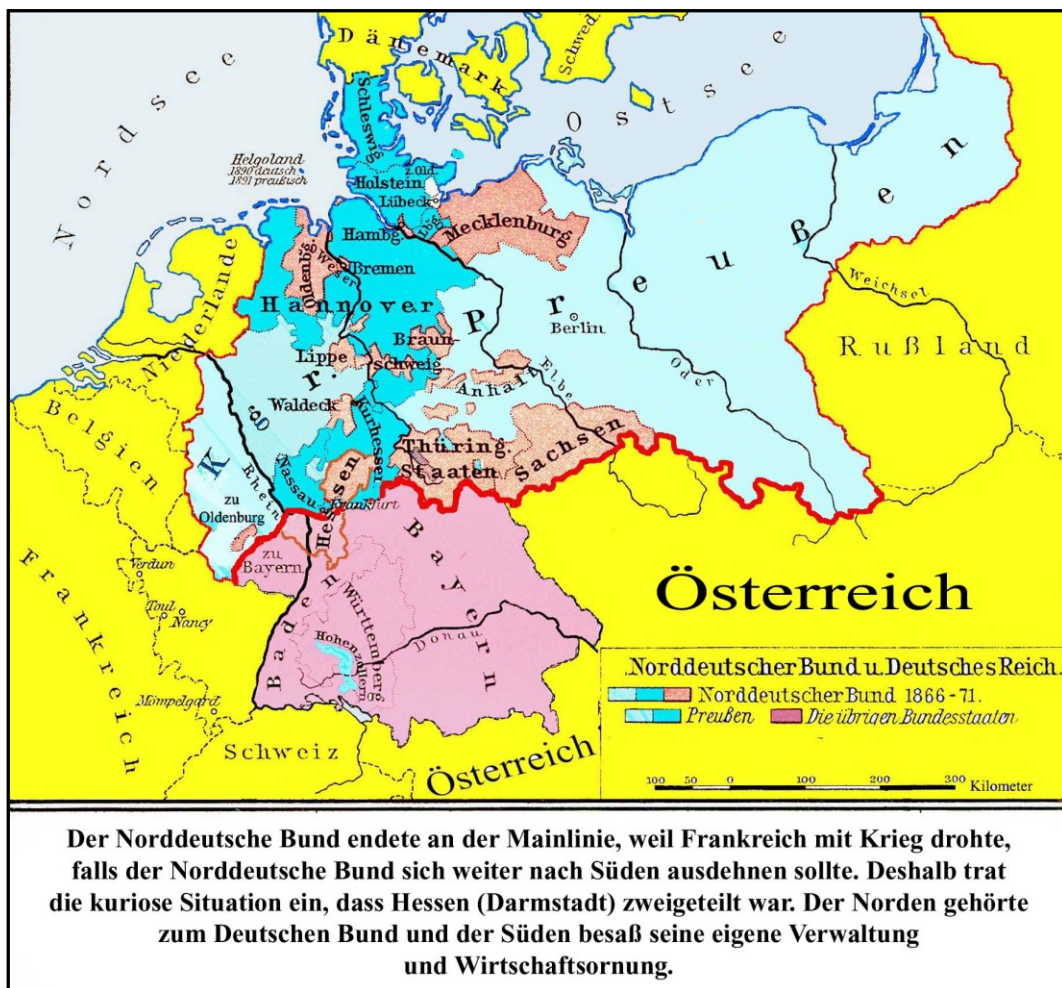 Nordsee
Dänemark
Schwed.
Ostsee
Schleswig
Helgoland
1890 deutsch
1891 preußisch
z. Old.
Holstein
Lübeck
Lbg.
Hambg.
Mecklenburg
Oldenbg.
Weser
Bremen
Niederlande
Hannover
K
gr.
Preußen
Berlin
Weichsel
Rußland
Braun-
schweig
Lippe
Anhalt
Elbe
Oder
Belgien
Waldeck
Kurhessen
Thüring.
Staaten
Sachsen
Rhein
Nassau
Hessen
Frankfurt
zu
Oldenburg
zu
Bayern
Hessen
Bayern
Österreich
Frankreich
Verdun
Toul
Nancy
Mömpelgard
Baden
Württemberg
Hohenzollern
Donau
Schweiz
Österreich
Norddeutscher Bund u. Deutsches Reich.
Norddeutscher Bund 1866-71.
Preußen Die übrigen Bundesstaaten
100 50 0 100 200 300 Kilometer
Der Norddeutsche Bund endete an der Mainlinie, weil Frankreich mit Krieg drohte,
falls der Norddeutsche Bund sich weiter nach Süden ausdehnen sollte. Deshalb trat
die kuriose Situation ein, dass Hessen (Darmstadt) zweigeteilt war. Der Norden gehörte
zum Deutschen Bund und der Süden besaß seine eigene Verwaltung
und Wirtschaftsornung.